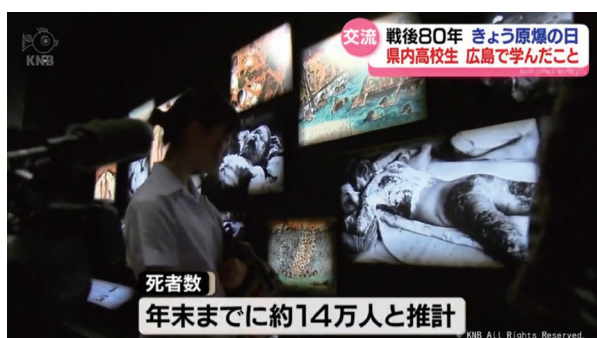 KNB
交流
戦後80年 きょう原爆の日
県内高校生 広島で学んだこと
死者数
年末までに約14万人と推計
© KNB All Rights Reserved.